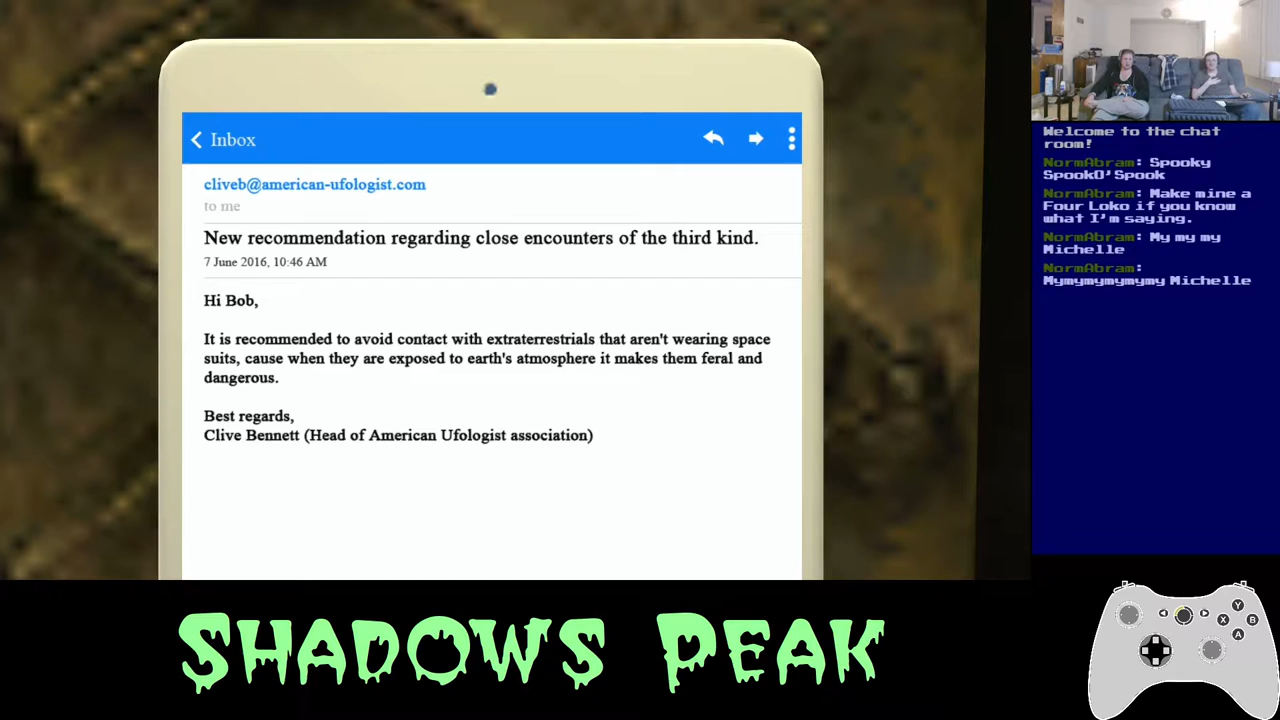 Inbox
cliveb@american-ufologist.com
to me
New recommendation regarding close encounters of the third kind.
7 June 2016, 10:46 AM
Hi Bob,
It is recommended to avoid contact with extraterrestrials that aren't wearing space
suits, cause when they are exposed to earth's atmosphere it makes them feral and
dangerous.
Best regards,
Clive Bennett (Head of American Ufologist association)
Welcome to the chat
room!
NormAbram: Spooky
SpookO'Spook
NormAbram: Make mine a
Four Loko if you know
what I'm saying.
NormAbram: My my my
Michelle
NormAbram:
Mymymymymymy Michelle
Shadows Peak
Y
X
B
A